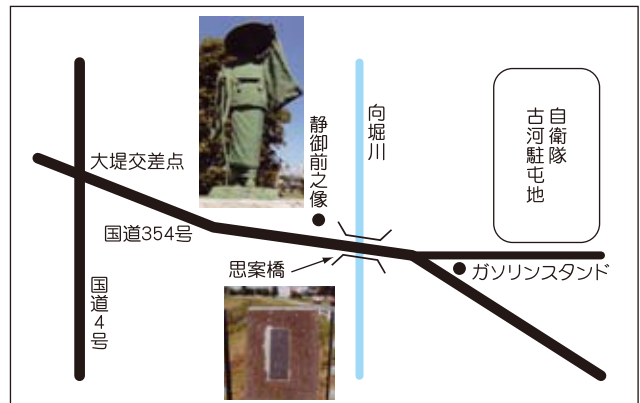 大堤交差点
国道354号
国道4号
静御前之像
思案橋
向堀川
自衛隊
古河駐屯地
ガソリンスタンド